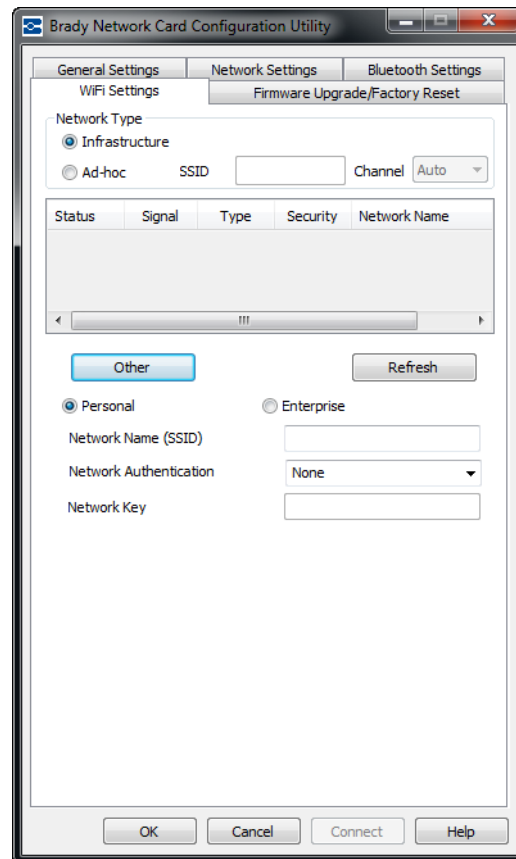 Brady Network Card Configuration Utility
General Settings Network Settings Bluetooth Settings
WiFi Settings Firmware Upgrade/Factory Reset
Network Type
Infrastructure
Ad-hoc SSID Channel Auto
Status Signal Type Security Network Name
Other Refresh
Personal Enterprise
Network Name (SSID)
Network Authentication None
Network Key
OK Cancel Connect Help